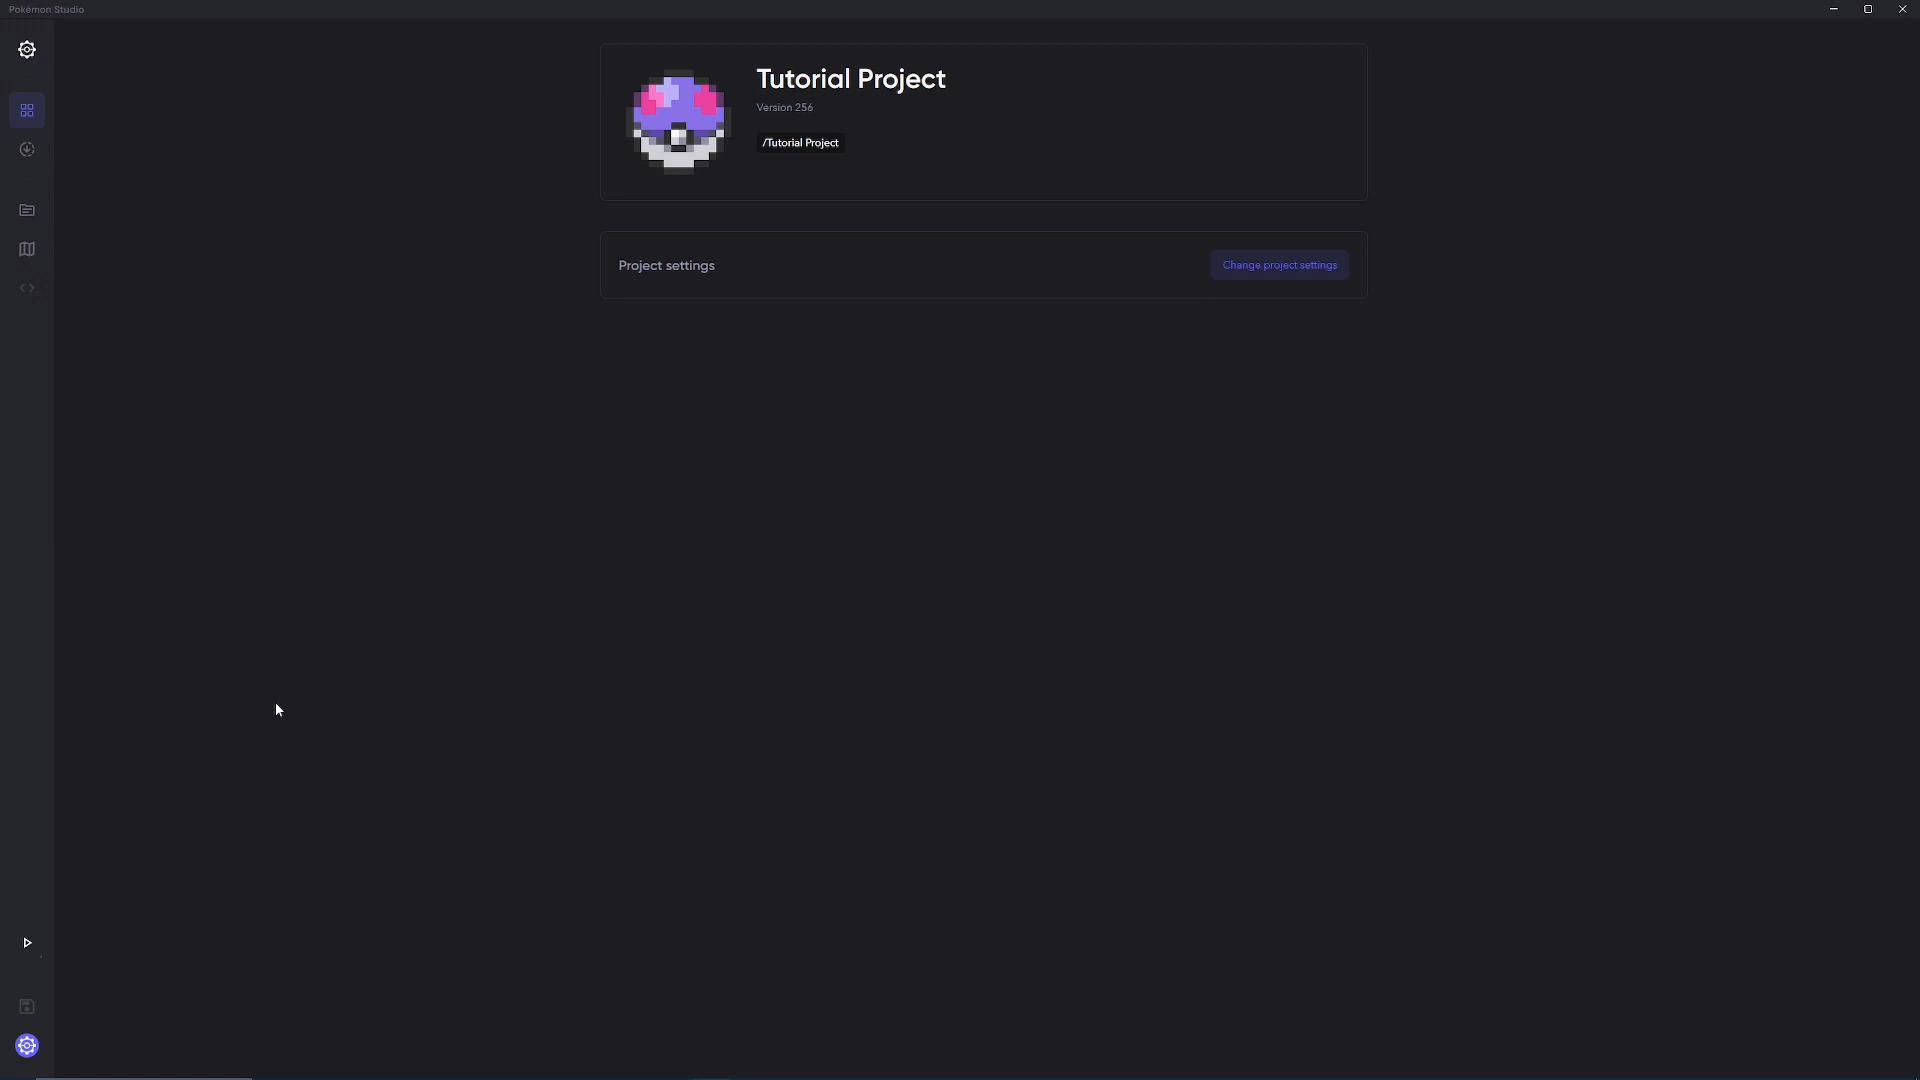 Pokémon Studio
Tutorial Project
Version 256
/Tutorial Project
Project settings
Change project settings